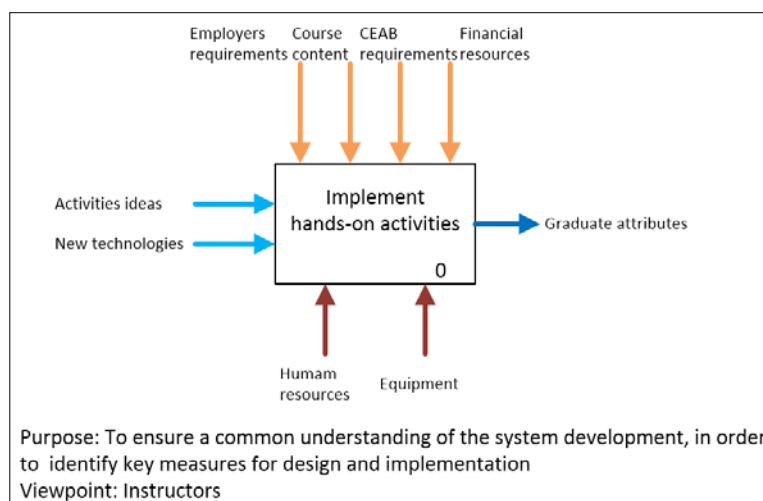 Employers Course CEAB Financial
requirements content requirements resources
Implement
hands-on activities
0
Activities ideas
New technologies
Graduate attributes
Humam
resources
Equipment
Purpose: To ensure a common understanding of the system development, in order
to identify key measures for design and implementation
Viewpoint: Instructors